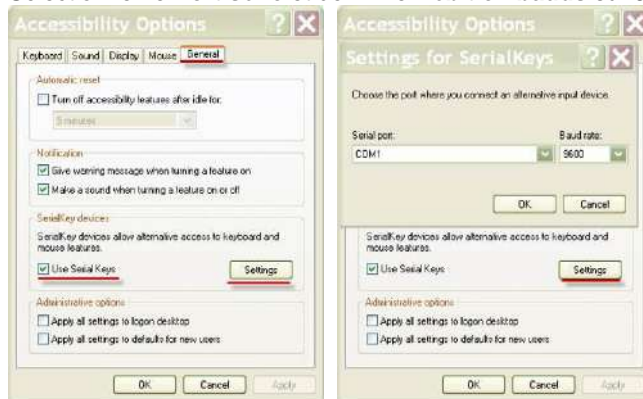 Accessibility Options
Keyboard Sound Display Mouse General
Automatic reset
Turn off accessibility features after idle for:
5 minutes
Notification
Give warning message when turning a feature on
Make a sound when turning a feature on or off
SerialKey devices
SerialKey devices allow alternative access to keyboard and
mouse features.
Use Serial Keys
Settings
Administrative options
Apply all settings to logon desktop
Apply all settings to defaults for new users
OK Cancel Apply
Accessibility Options
Settings for SerialKeys
Choose the port where you connect an alternative input device.
Serial port: Baud rate:
COM1 9600
OK Cancel
SerialKey devices allow alternative access to keyboard and
mouse features.
Use Serial Keys
Settings
Administrative options
Apply all settings to logon desktop
Apply all settings to defaults for new users
OK Cancel Apply